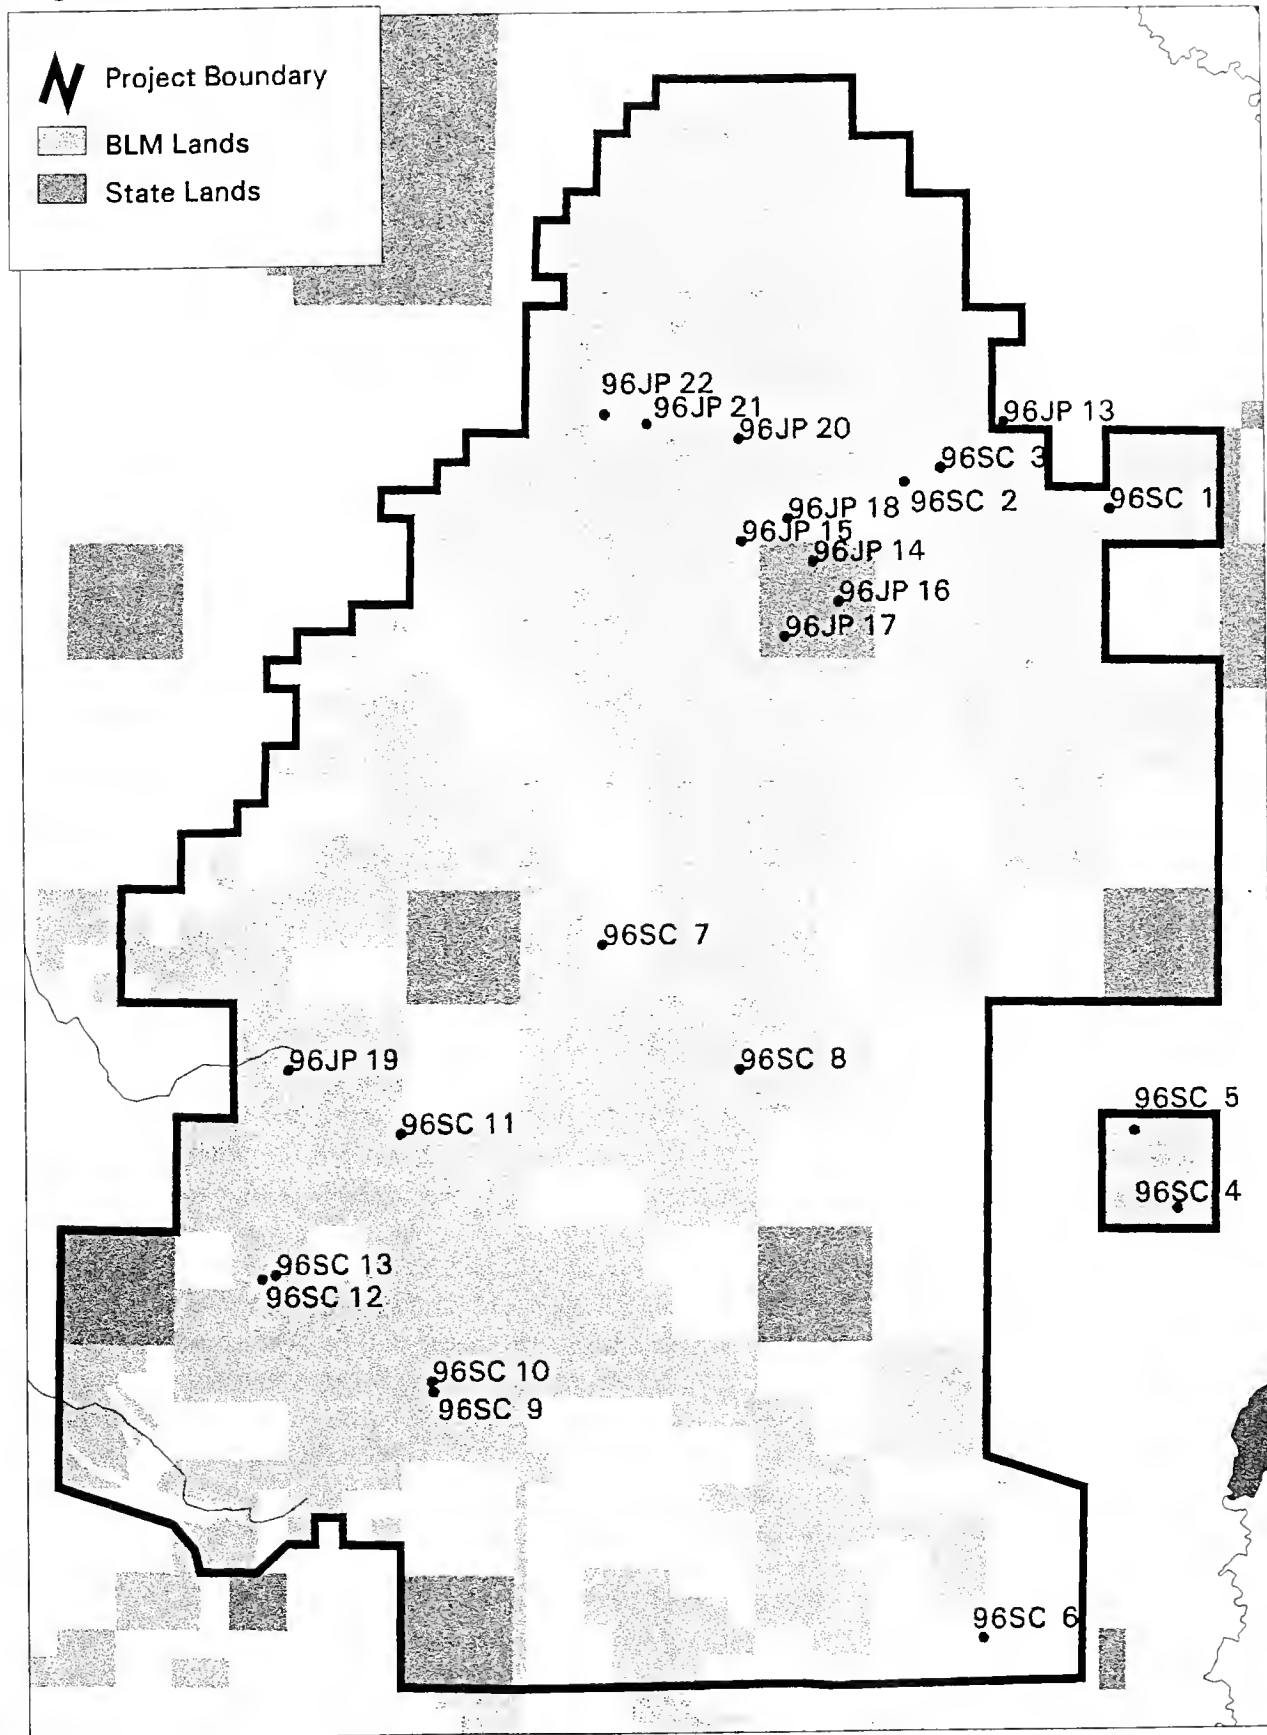 Project Boundary
BLM Lands
State Lands
96JP 22
96JP 21
96JP 20
96JP 13
96SC 3
96SC 2
96SC 1
96JP 18
96JP 15
96JP 14
96JP 16
96JP 17
96SC 7
96JP 19
96SC 8
96SC 11
96SC 5
96SC 4
96SC 13
96SC 12
96SC 10
96SC 9
96SC 6